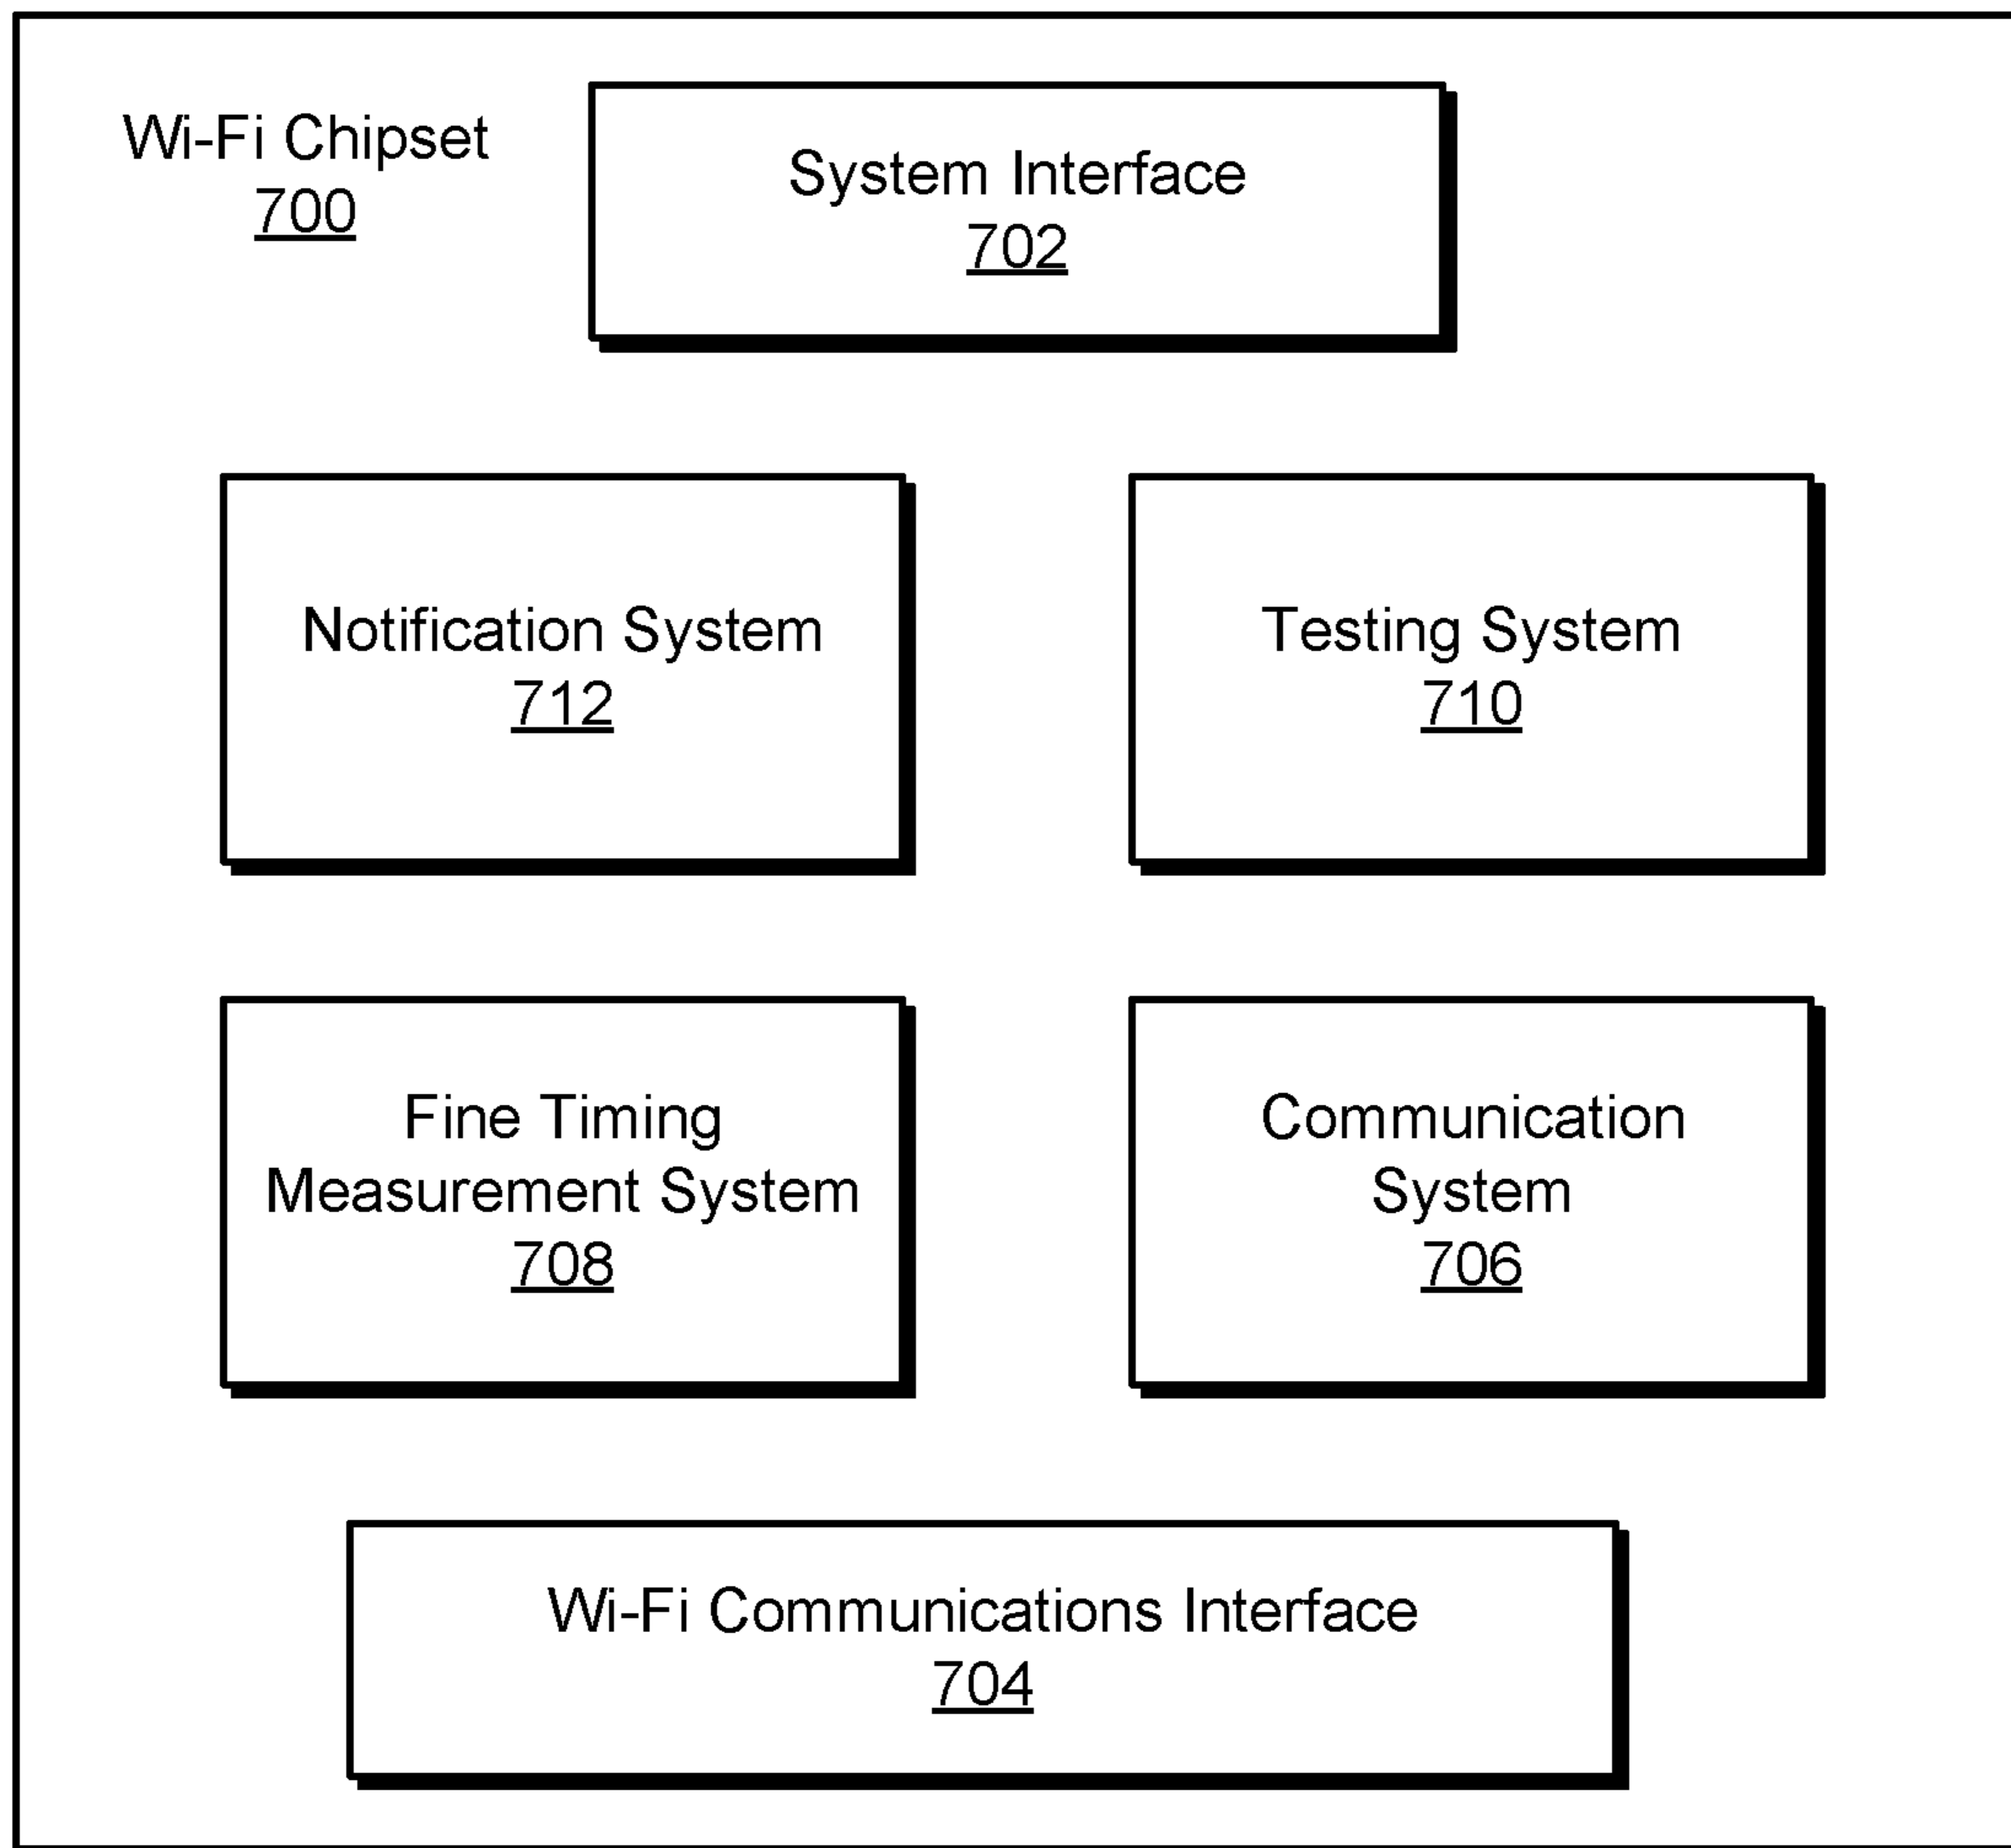 Wi-Fi Chipset
700
System Interface
702
Notification System
712
Testing System
710
Fine Timing
Measurement System
708
Communication
System
706
Wi-Fi Communications Interface
704